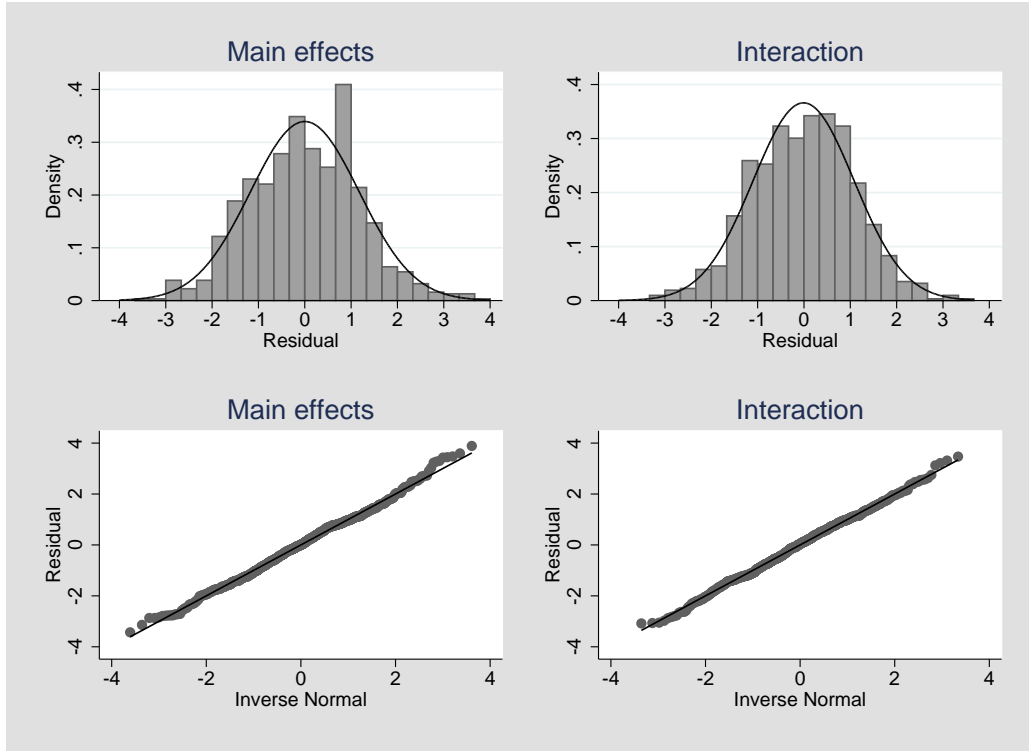 Main effects
Density
0 .1 .2 .3 .4
-4 -3 -2 -1 0 1 2 3 4
Residual
Interaction
Density
0 .1 .2 .3 .4
-4 -3 -2 -1 0 1 2 3 4
Residual
Main effects
Residual
-4 -2 0 2 4
-4 -2 0 2 4
Inverse Normal
Interaction
Residual
-4 -2 0 2 4
-4 -2 0 2 4
Inverse Normal